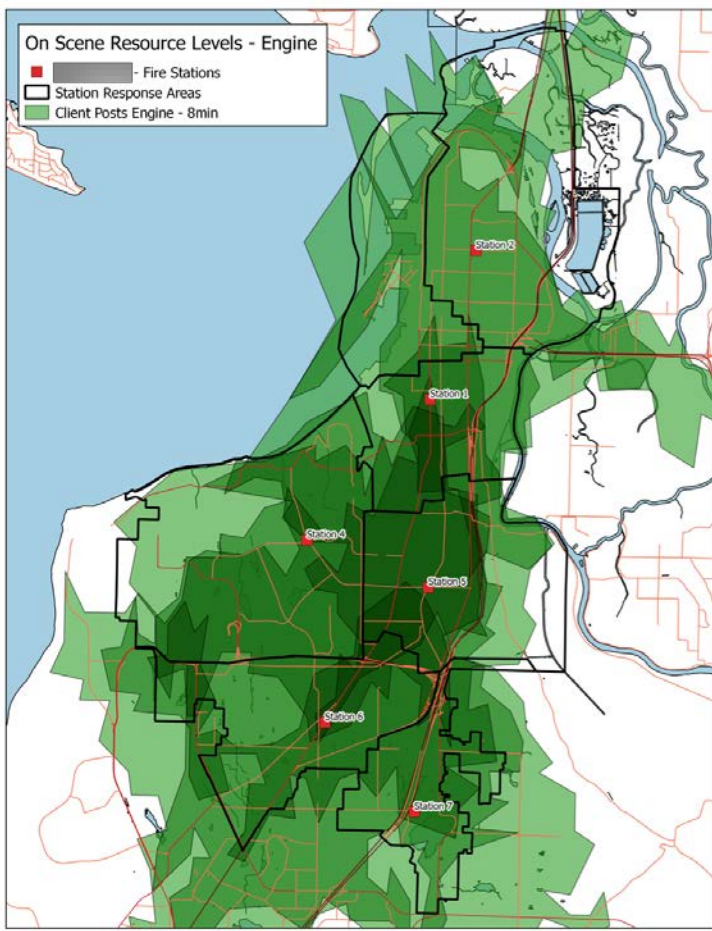 On Scene Resource Levels - Engine
- Fire Stations
Station Response Areas
Client Posts Engine - 8min
Station 2
Station 1
Station 4
Station 5
Station 6
Station 7